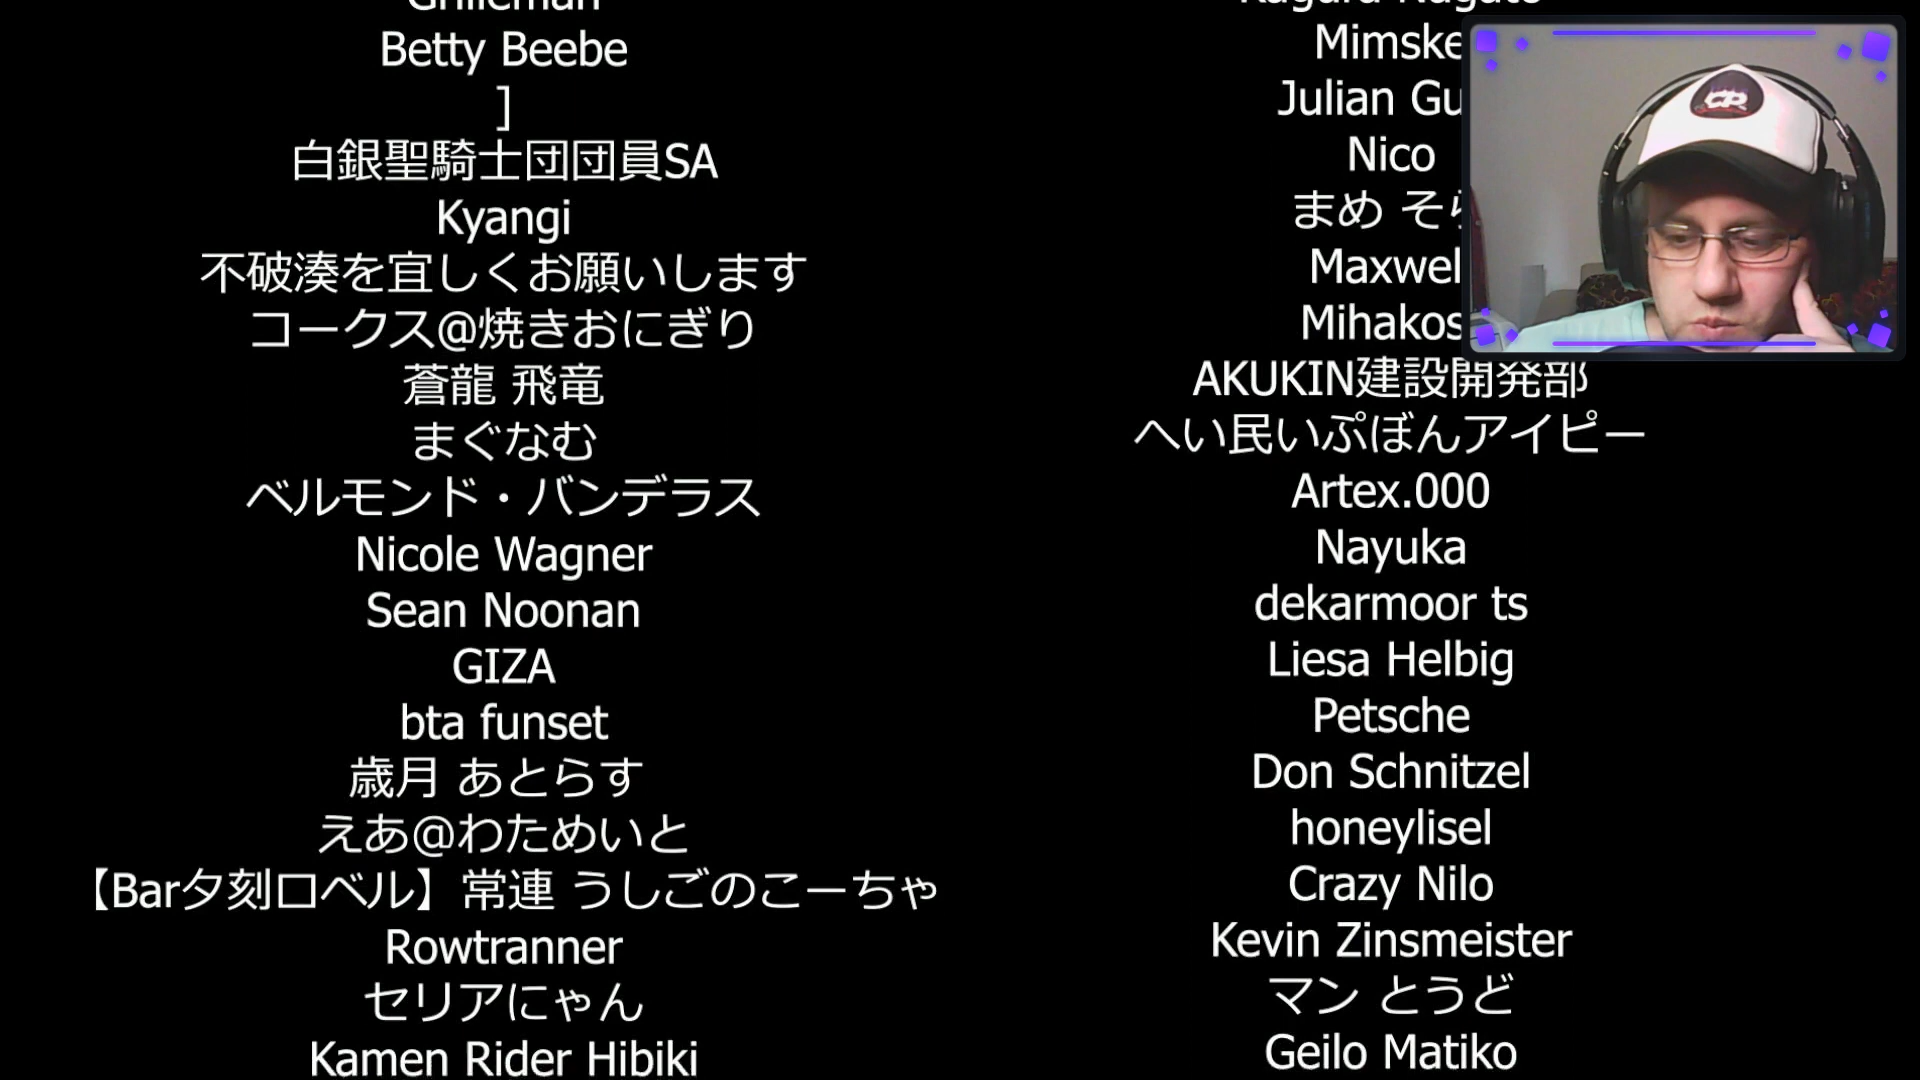 Betty Beebe
]
白銀聖騎士団団員SA
Kyangi
不破湊を宜しくお願いします
コークス@焼きおにぎり
蒼龍 飛竜
まぐなむ
ベルモンド・バンデラス
Nicole Wagner
Sean Noonan
GIZA
bta funset
歳月 あとらす
えあ@わためいと
【Bar夕刻ロベル】常連 うしごのこーちゃ
Rowtranner
セリアにゃん
Kamen Rider Hibiki
Mimske
Julian Gu
Nico
まめ そら
Maxwel
Mihakos
AKUKIN建設開発部
へい民いぷぼんアイピー
Artex.000
Nayuka
dekarmoor ts
Liesa Helbig
Petsche
Don Schnitzel
honeylisel
Crazy Nilo
Kevin Zinsmeister
マン とうど
Geilo Matiko
CP